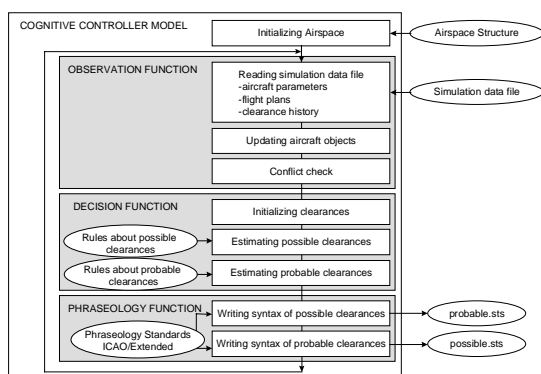 COGNITIVE CONTROLLER MODEL
Initializing Airspace
Airspace Structure
OBSERVATION FUNCTION
Reading simulation data file
-aircraft parameters
-flight plans
-clearance history
Simulation data file
Updating aircraft objects
Conflict check
DECISION FUNCTION
Initializing clearances
Rules about possible
clearances
Estimating possible clearances
Rules about probable
clearances
Estimating probable clearances
PHRASEOLOGY FUNCTION
Writing syntax of possible clearances
probable.sts
Phraseology Standards
ICAO/Extended
Writing syntax of probable clearances
possible.sts